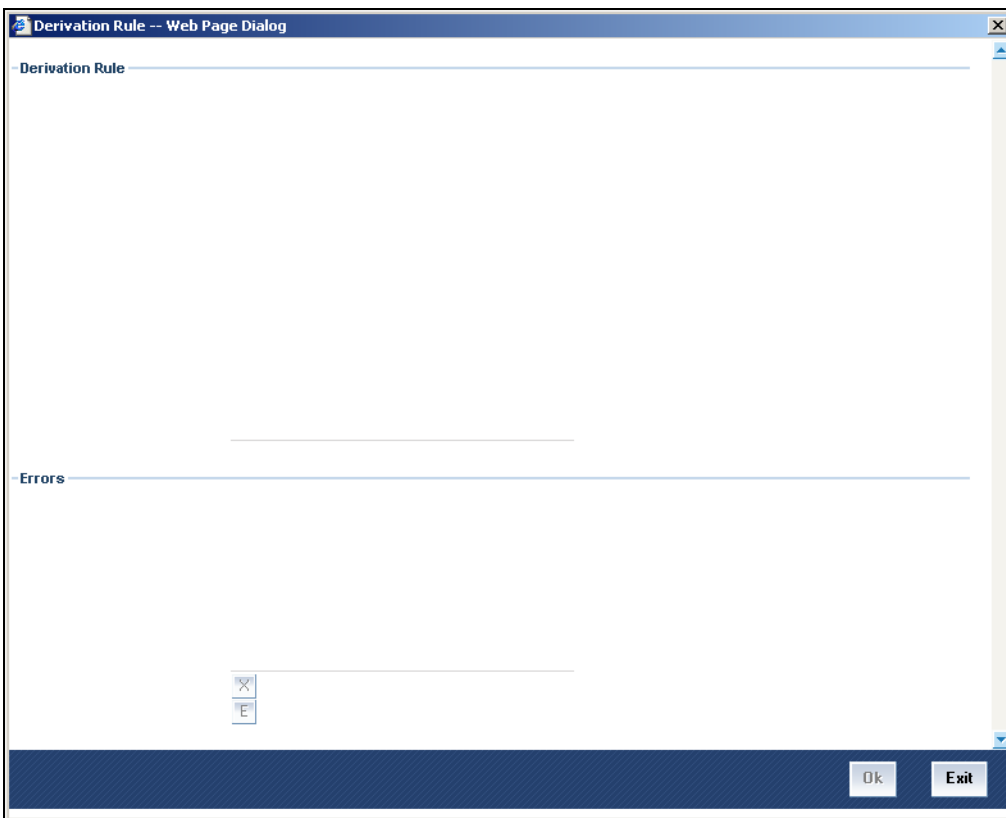 Derivation Rule -- Web Page Dialog
Derivation Rule
Errors
X
E
Ok
Exit